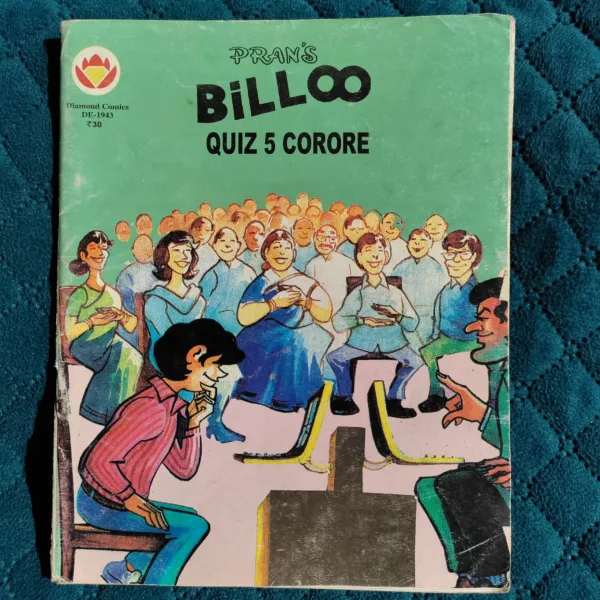 PRAN'S
BiLLOO
QUIZ 5 CORORE
Diamond Comics
DE-1943
₹30